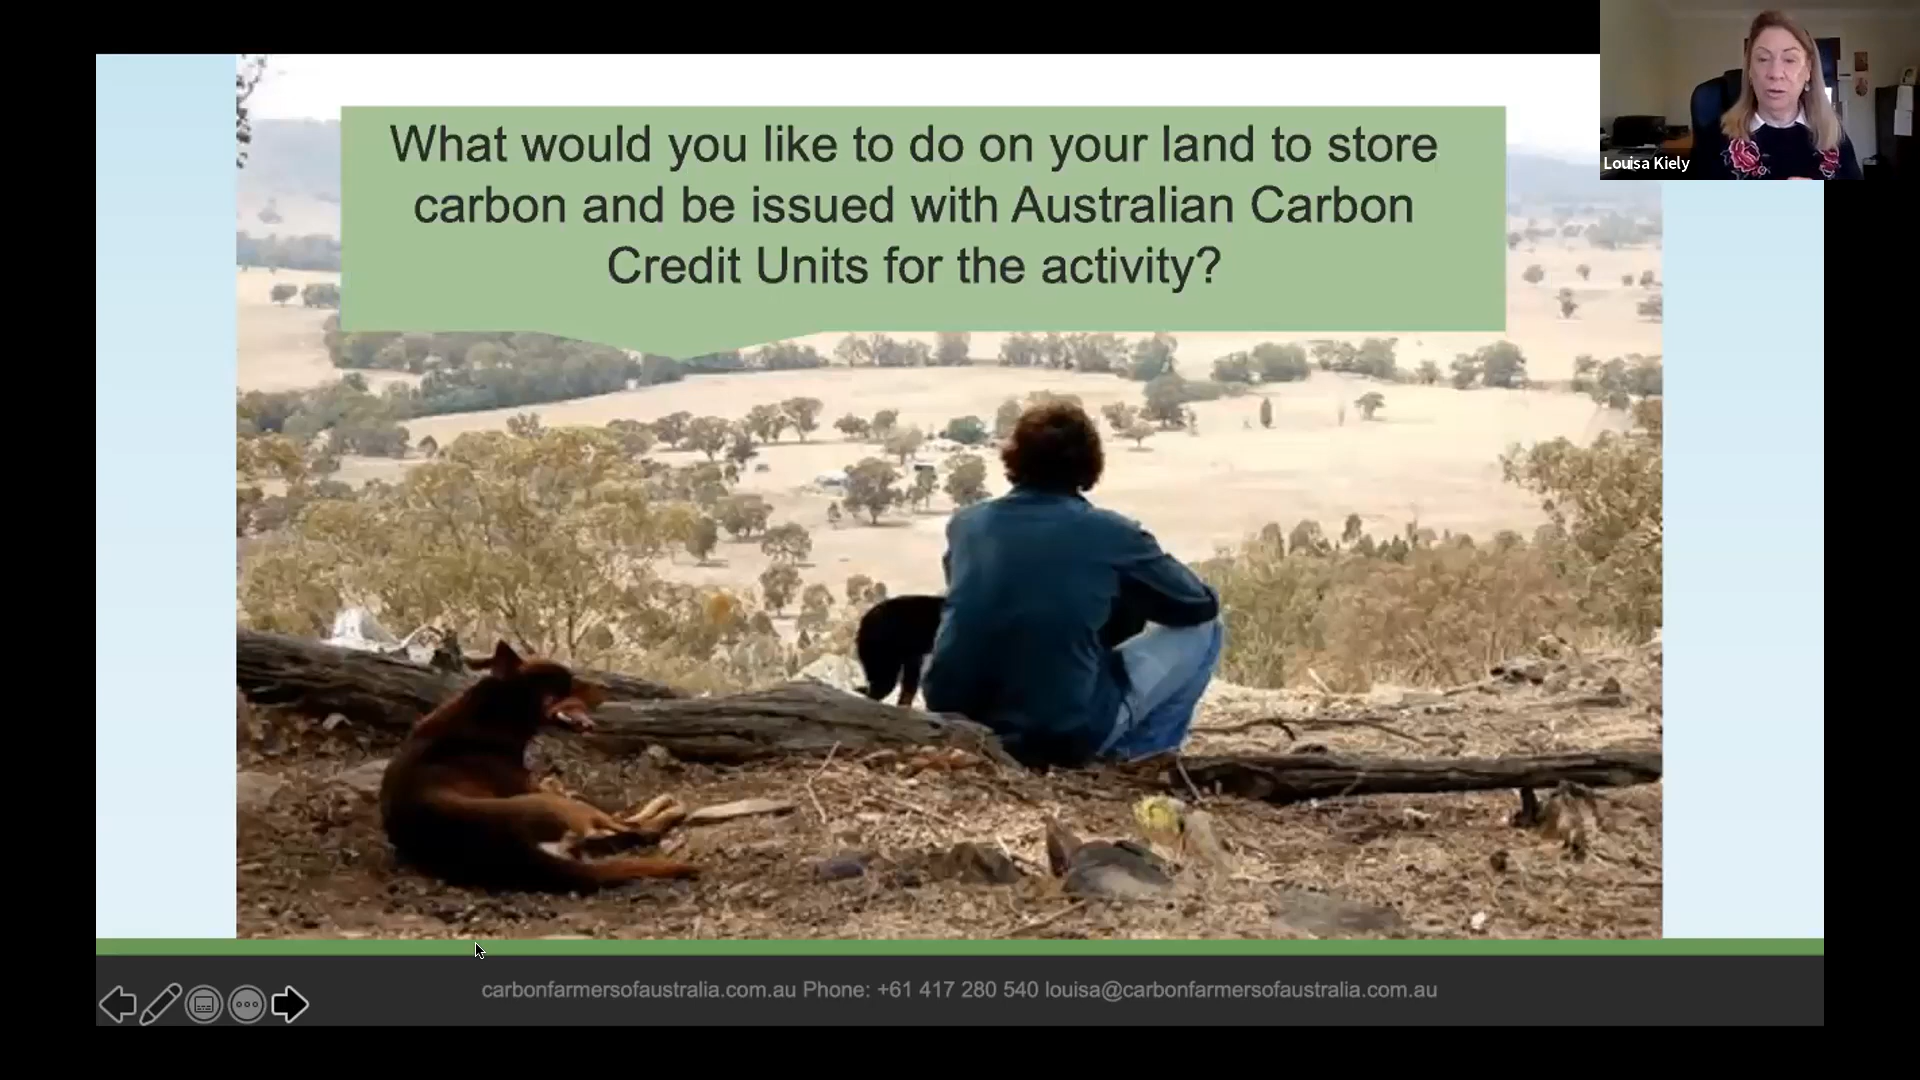 What would you like to do on your land to store
carbon and be issued with Australian Carbon
Credit Units for the activity?
Louisa Kiely
carbonfarmersofaustralia.com.au Phone: +61 417 280 540 louisa@carbonfarmersofaustralia.com.au